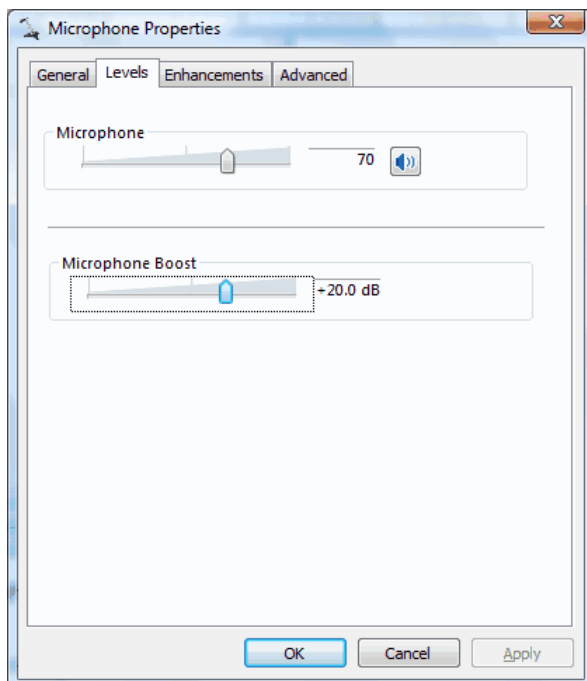 Microphone Properties
General Levels Enhancements Advanced
Microphone
70
Microphone Boost
+20.0 dB
OK Cancel Apply